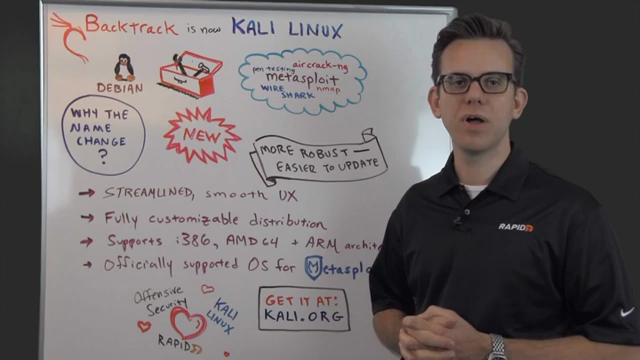 BackTrack is now KALI LINUX
DEBIAN
pen-testing
aircrack-ng
metasploit
WIRE
SHARK
nmap
WHY THE
NAME
CHANGE
?
NEW
MORE ROBUST —
EASIER TO UPDATE
→ STREAMLINED, smooth UX
→ Fully customizable distribution
→ Supports i386, AMD64 + ARM archit
→ Officially supported OS for Metasplo
Offensive
Security
KALI
LINUX
RAPID7
GET IT AT:
KALI.ORG
RAPID7